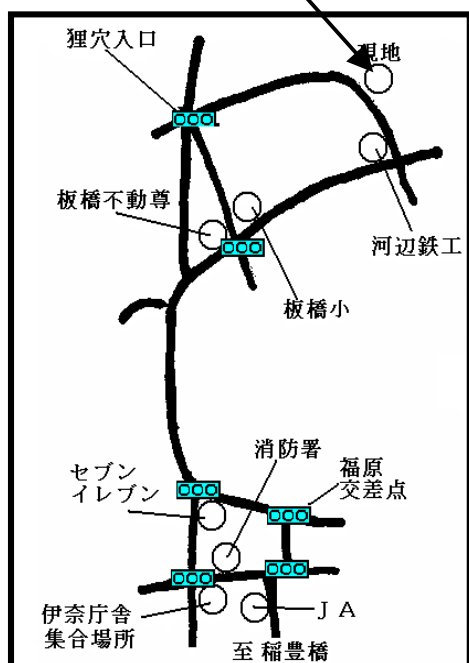 狸穴入口
現地
板橋不動尊
河辺鉄工
板橋小
セブン
イレブン
消防署
福原
交差点
伊奈庁舎
集合場所
ＪＡ
至 稲豊橋